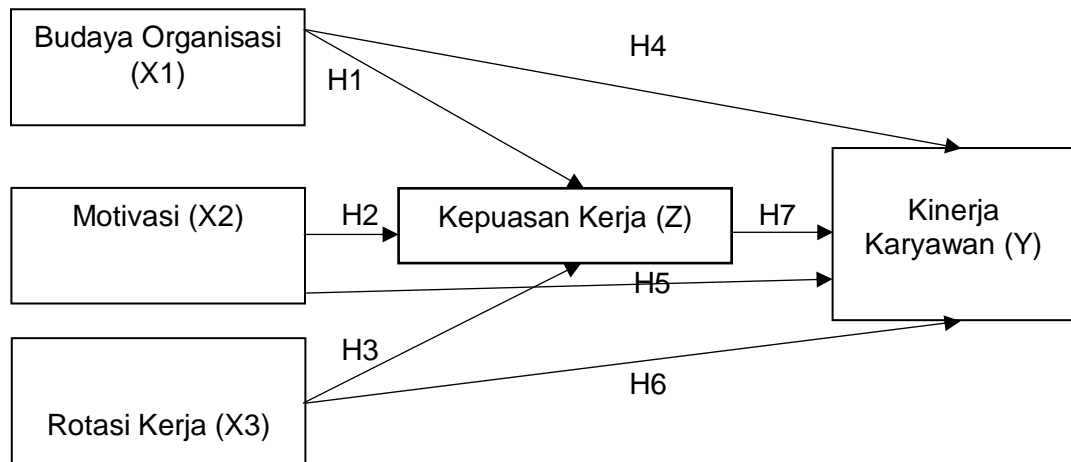 Budaya Organisasi
(X1)
H4
H1
Motivasi (X2)
H2
Kepuasan Kerja (Z)
H7
Kinerja
Karyawan (Y)
H5
H3
H6
Rotasi Kerja (X3)